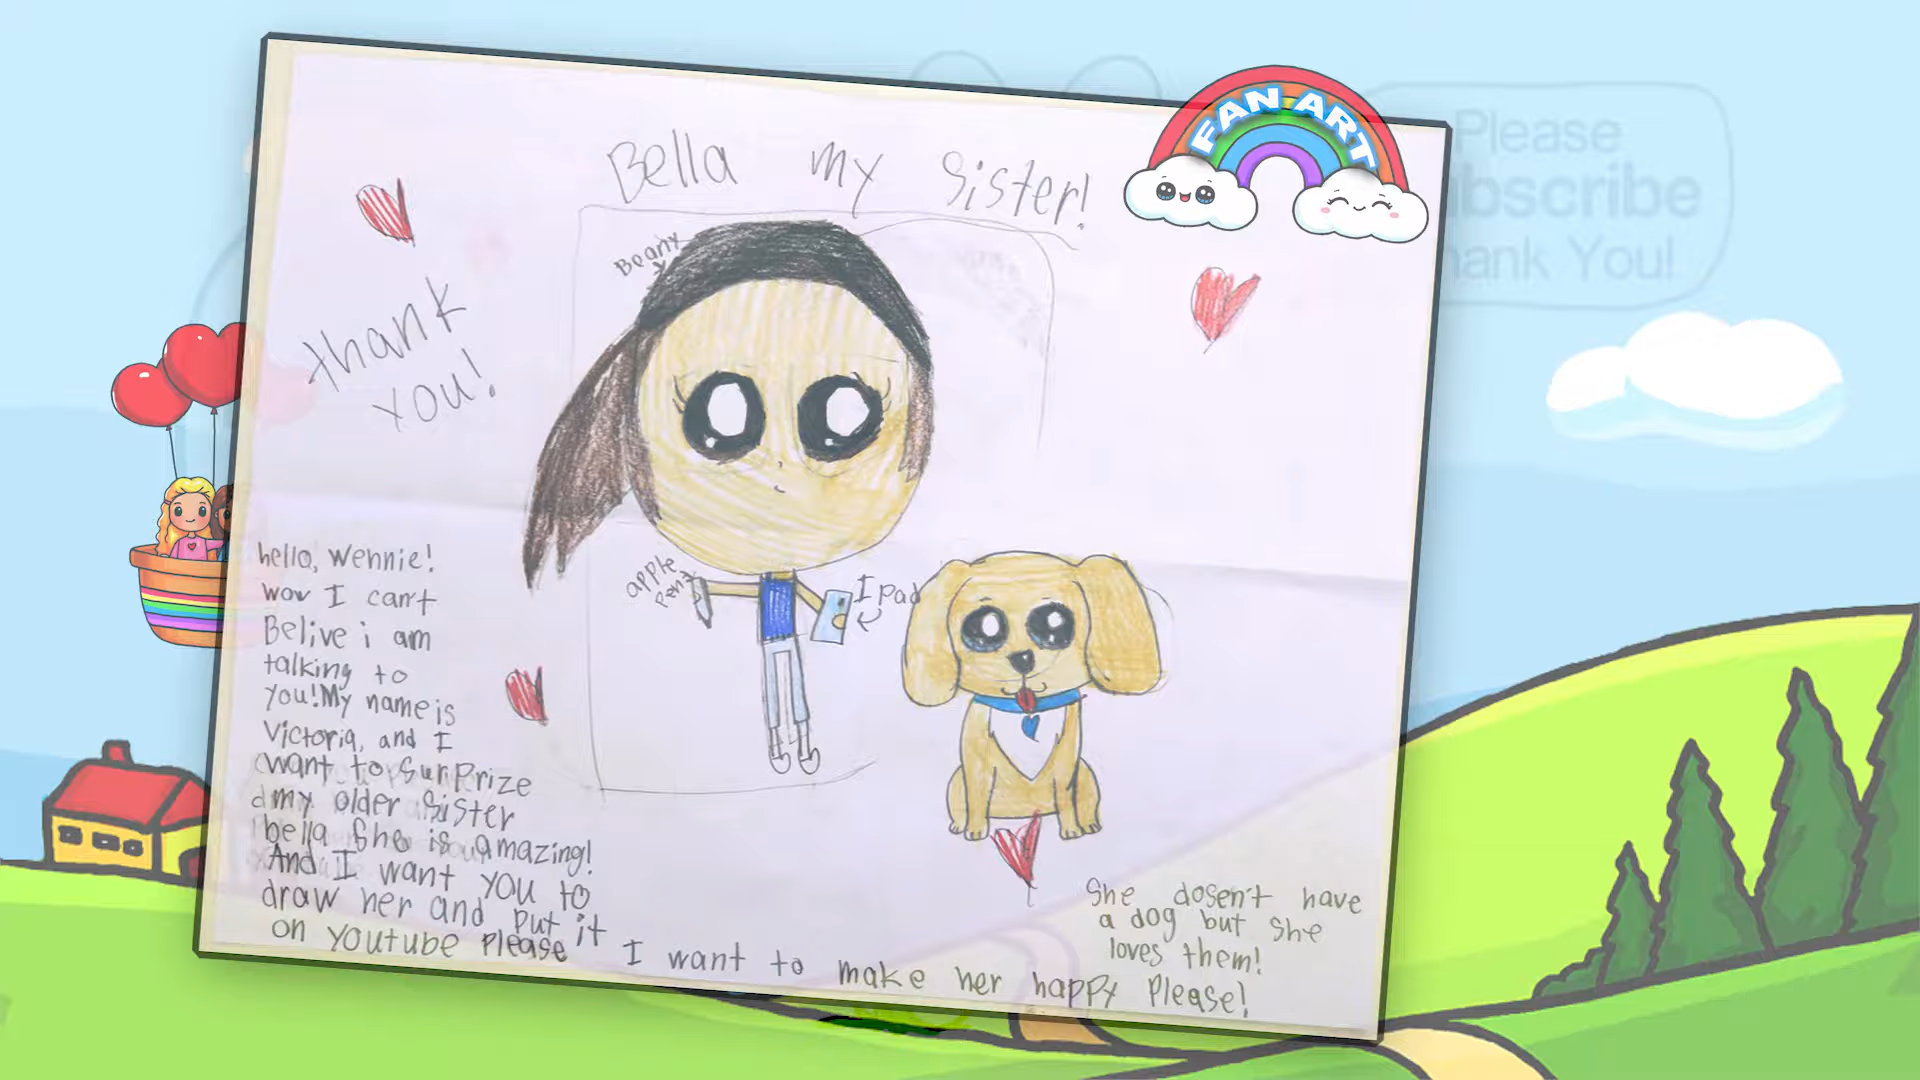 FAN ART
Please
Subscribe
Thank You!
Bella my Sister!
Beany
thank
you!
apple
Pen
I pad
hello, Wennie!
wow I can't
Belive i am
talking to
you! My name is
Victoria, and I
want to surprize
my older sister
bella She is amazing!
And I want you to
draw her and put it
on youtube please
I want to make her happy Please!
She dosen't have
a dog but she
loves them!